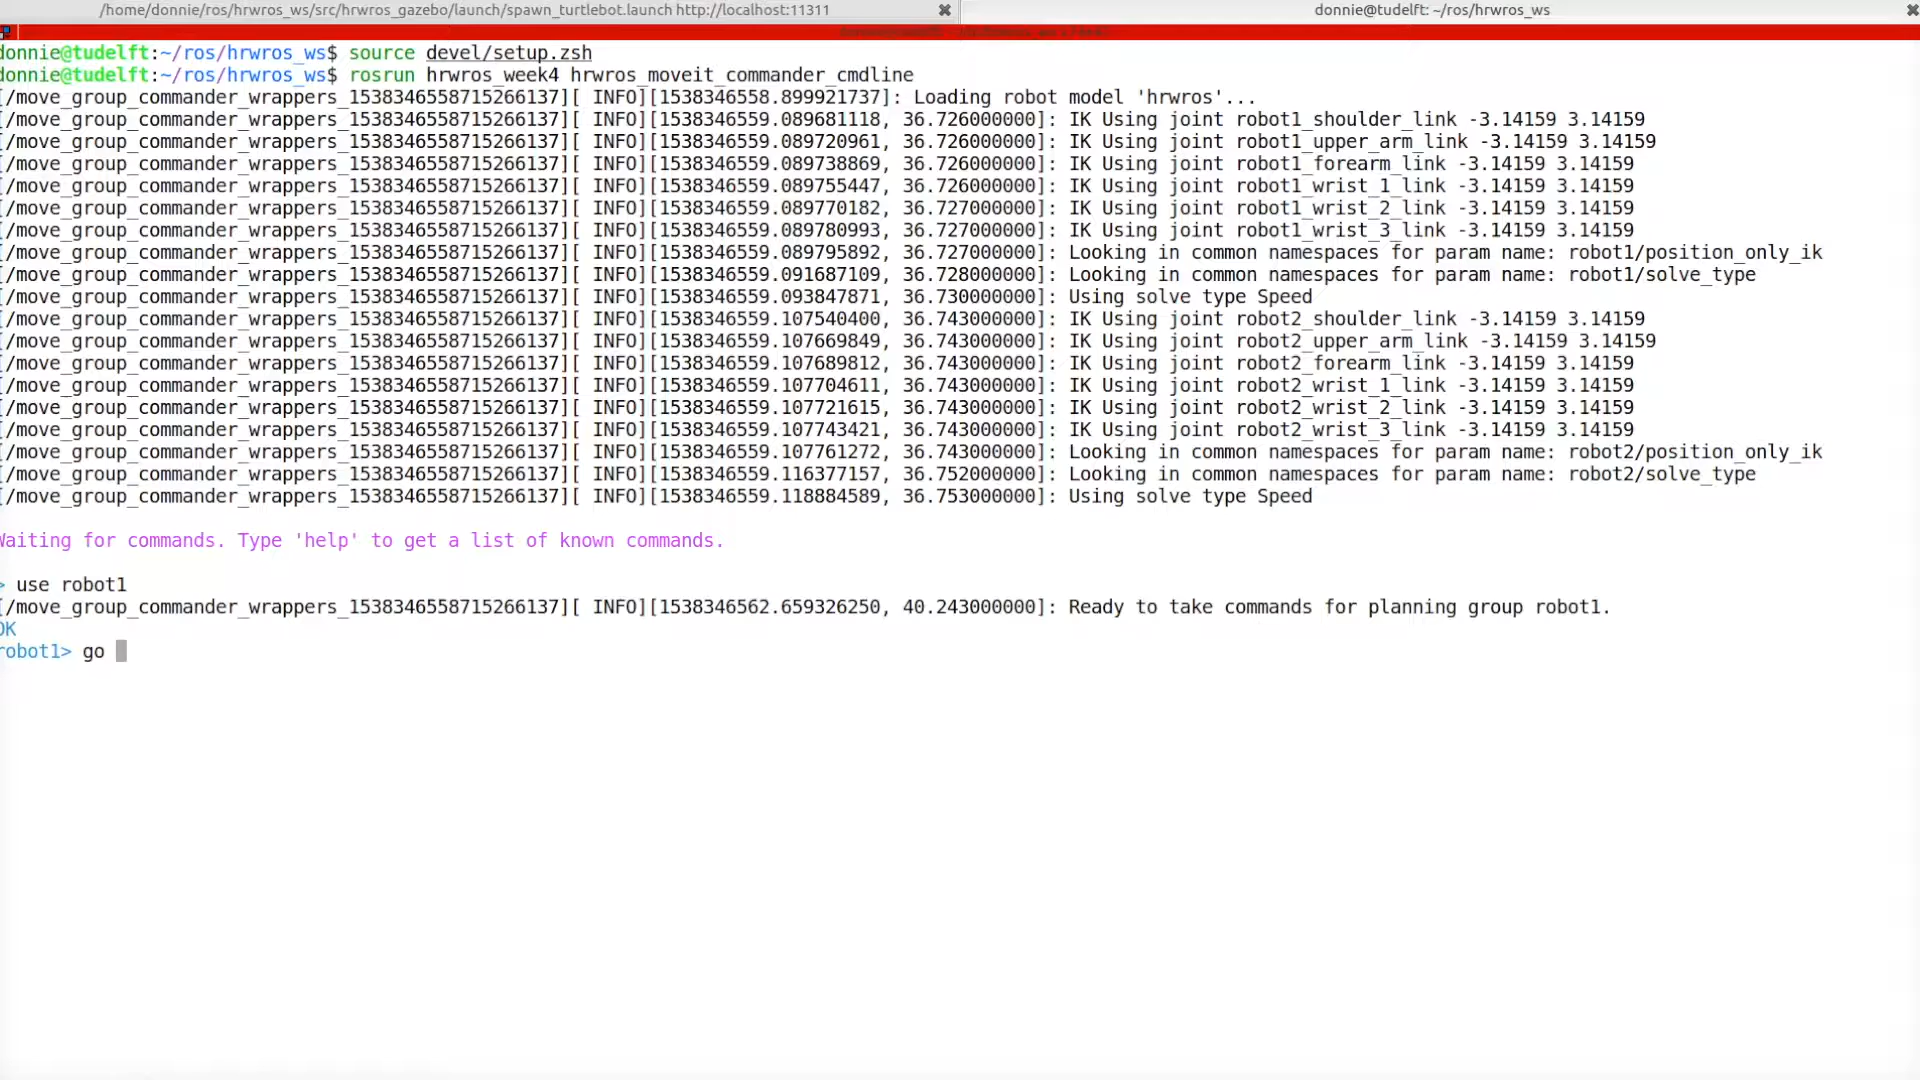 /home/donnie/ros/hrwros_ws/src/hrwros_gazebo/launch/spawn_turtlebot.launch http://localhost:11311
donnie@tudelft: ~/ros/hrwros_ws
donnie@tudelft:~/ros/hrwros_ws$ source devel/setup.zsh
donnie@tudelft:~/ros/hrwros_ws$ rosrun hrwros_week4 hrwros_moveit_commander_cmdline
[/move_group_commander_wrappers_1538346558715266137][ INFO][1538346558.899921737]: Loading robot model 'hrwros'...
[/move_group_commander_wrappers_1538346558715266137][ INFO][1538346559.089681118, 36.726000000]: IK Using joint robot1_shoulder_link -3.14159 3.14159
[/move_group_commander_wrappers_1538346558715266137][ INFO][1538346559.089720961, 36.726000000]: IK Using joint robot1_upper_arm_link -3.14159 3.14159
[/move_group_commander_wrappers_1538346558715266137][ INFO][1538346559.089738869, 36.726000000]: IK Using joint robot1_forearm_link -3.14159 3.14159
[/move_group_commander_wrappers_1538346558715266137][ INFO][1538346559.089755447, 36.726000000]: IK Using joint robot1_wrist_1_link -3.14159 3.14159
[/move_group_commander_wrappers_1538346558715266137][ INFO][1538346559.089770182, 36.727000000]: IK Using joint robot1_wrist_2_link -3.14159 3.14159
[/move_group_commander_wrappers_1538346558715266137][ INFO][1538346559.089780993, 36.727000000]: IK Using joint robot1_wrist_3_link -3.14159 3.14159
[/move_group_commander_wrappers_1538346558715266137][ INFO][1538346559.089795892, 36.727000000]: Looking in common namespaces for param name: robot1/position_only_ik
[/move_group_commander_wrappers_1538346558715266137][ INFO][1538346559.091687109, 36.728000000]: Looking in common namespaces for param name: robot1/solve_type
[/move_group_commander_wrappers_1538346558715266137][ INFO][1538346559.093847871, 36.730000000]: Using solve type Speed
[/move_group_commander_wrappers_1538346558715266137][ INFO][1538346559.107540400, 36.743000000]: IK Using joint robot2_shoulder_link -3.14159 3.14159
[/move_group_commander_wrappers_1538346558715266137][ INFO][1538346559.107669849, 36.743000000]: IK Using joint robot2_upper_arm_link -3.14159 3.14159
[/move_group_commander_wrappers_1538346558715266137][ INFO][1538346559.107689812, 36.743000000]: IK Using joint robot2_forearm_link -3.14159 3.14159
[/move_group_commander_wrappers_1538346558715266137][ INFO][1538346559.107704611, 36.743000000]: IK Using joint robot2_wrist_1_link -3.14159 3.14159
[/move_group_commander_wrappers_1538346558715266137][ INFO][1538346559.107721615, 36.743000000]: IK Using joint robot2_wrist_2_link -3.14159 3.14159
[/move_group_commander_wrappers_1538346558715266137][ INFO][1538346559.107743421, 36.743000000]: IK Using joint robot2_wrist_3_link -3.14159 3.14159
[/move_group_commander_wrappers_1538346558715266137][ INFO][1538346559.107761272, 36.743000000]: Looking in common namespaces for param name: robot2/position_only_ik
[/move_group_commander_wrappers_1538346558715266137][ INFO][1538346559.116377157, 36.752000000]: Looking in common namespaces for param name: robot2/solve_type
[/move_group_commander_wrappers_1538346558715266137][ INFO][1538346559.118884589, 36.753000000]: Using solve type Speed
Waiting for commands. Type 'help' to get a list of known commands.
> use robot1
[/move_group_commander_wrappers_1538346558715266137][ INFO][1538346562.659326250, 40.243000000]: Ready to take commands for planning group robot1.
OK
robot1> go